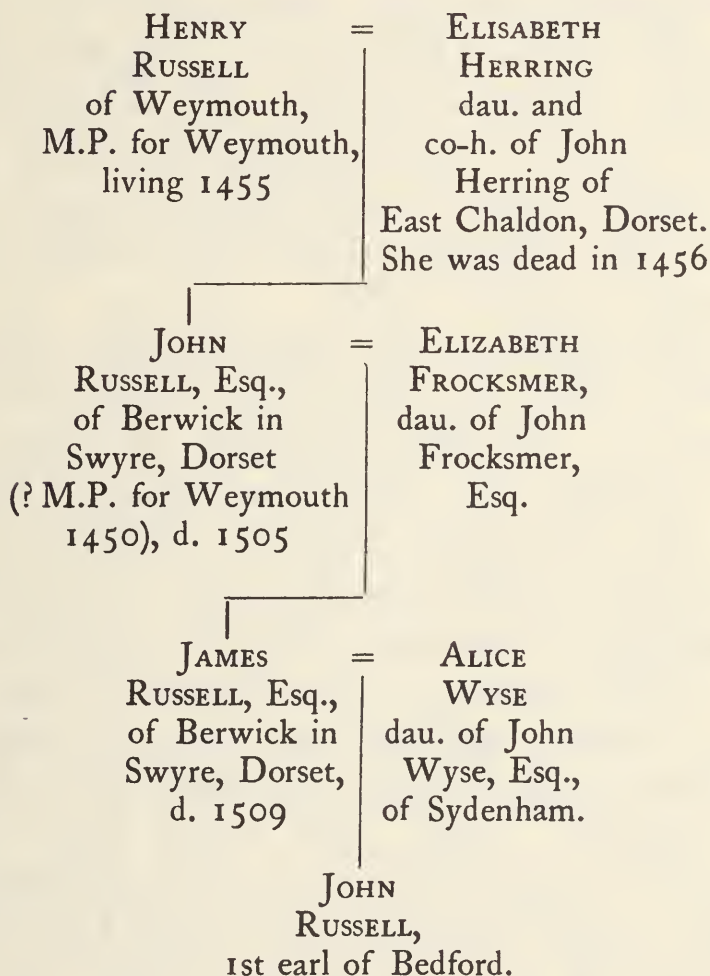 HENRY = ELISABETH
RUSSELL HERRING
of Weymouth, dau. and
M.P. for Weymouth, co-h. of John
living 1455 Herring of
East Chaldon, Dorset.
She was dead in 1456
JOHN = ELIZABETH
RUSSELL, Esq., FROCKSMER,
of Berwick in dau. of John
Swyre, Dorset Frocksmer,
(? M.P. for Weymouth Esq.
1450), d. 1505
JAMES = ALICE
RUSSELL, Esq., WYSE
of Berwick in dau. of John
Swyre, Dorset, Wyse, Esq.,
d. 1509 of Sydenham.
JOHN
RUSSELL,
1st earl of Bedford.